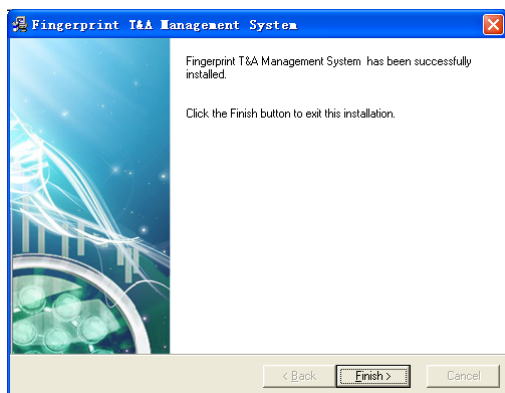 Fingerprint T&A Management System
Fingerprint T&A Management System has been successfully
installed.
Click the Finish button to exit this installation.
< Back
Finish >
Cancel